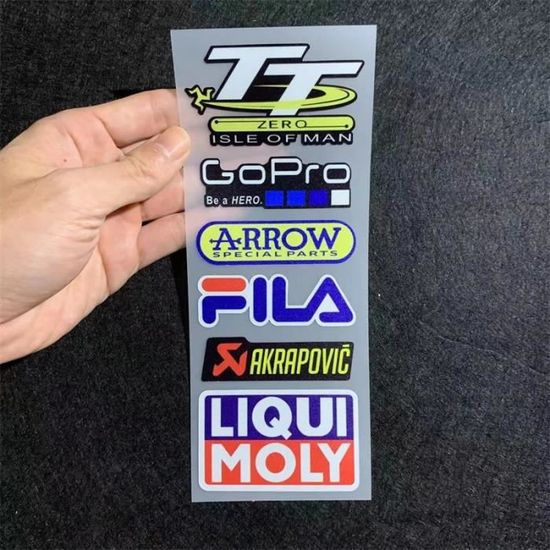 TT
ZERO
ISLE OF MAN
GoPro
Be a HERO.
ARROW
SPECIAL PARTS
FILA
AKRAPOVIČ
LIQUI
MOLY